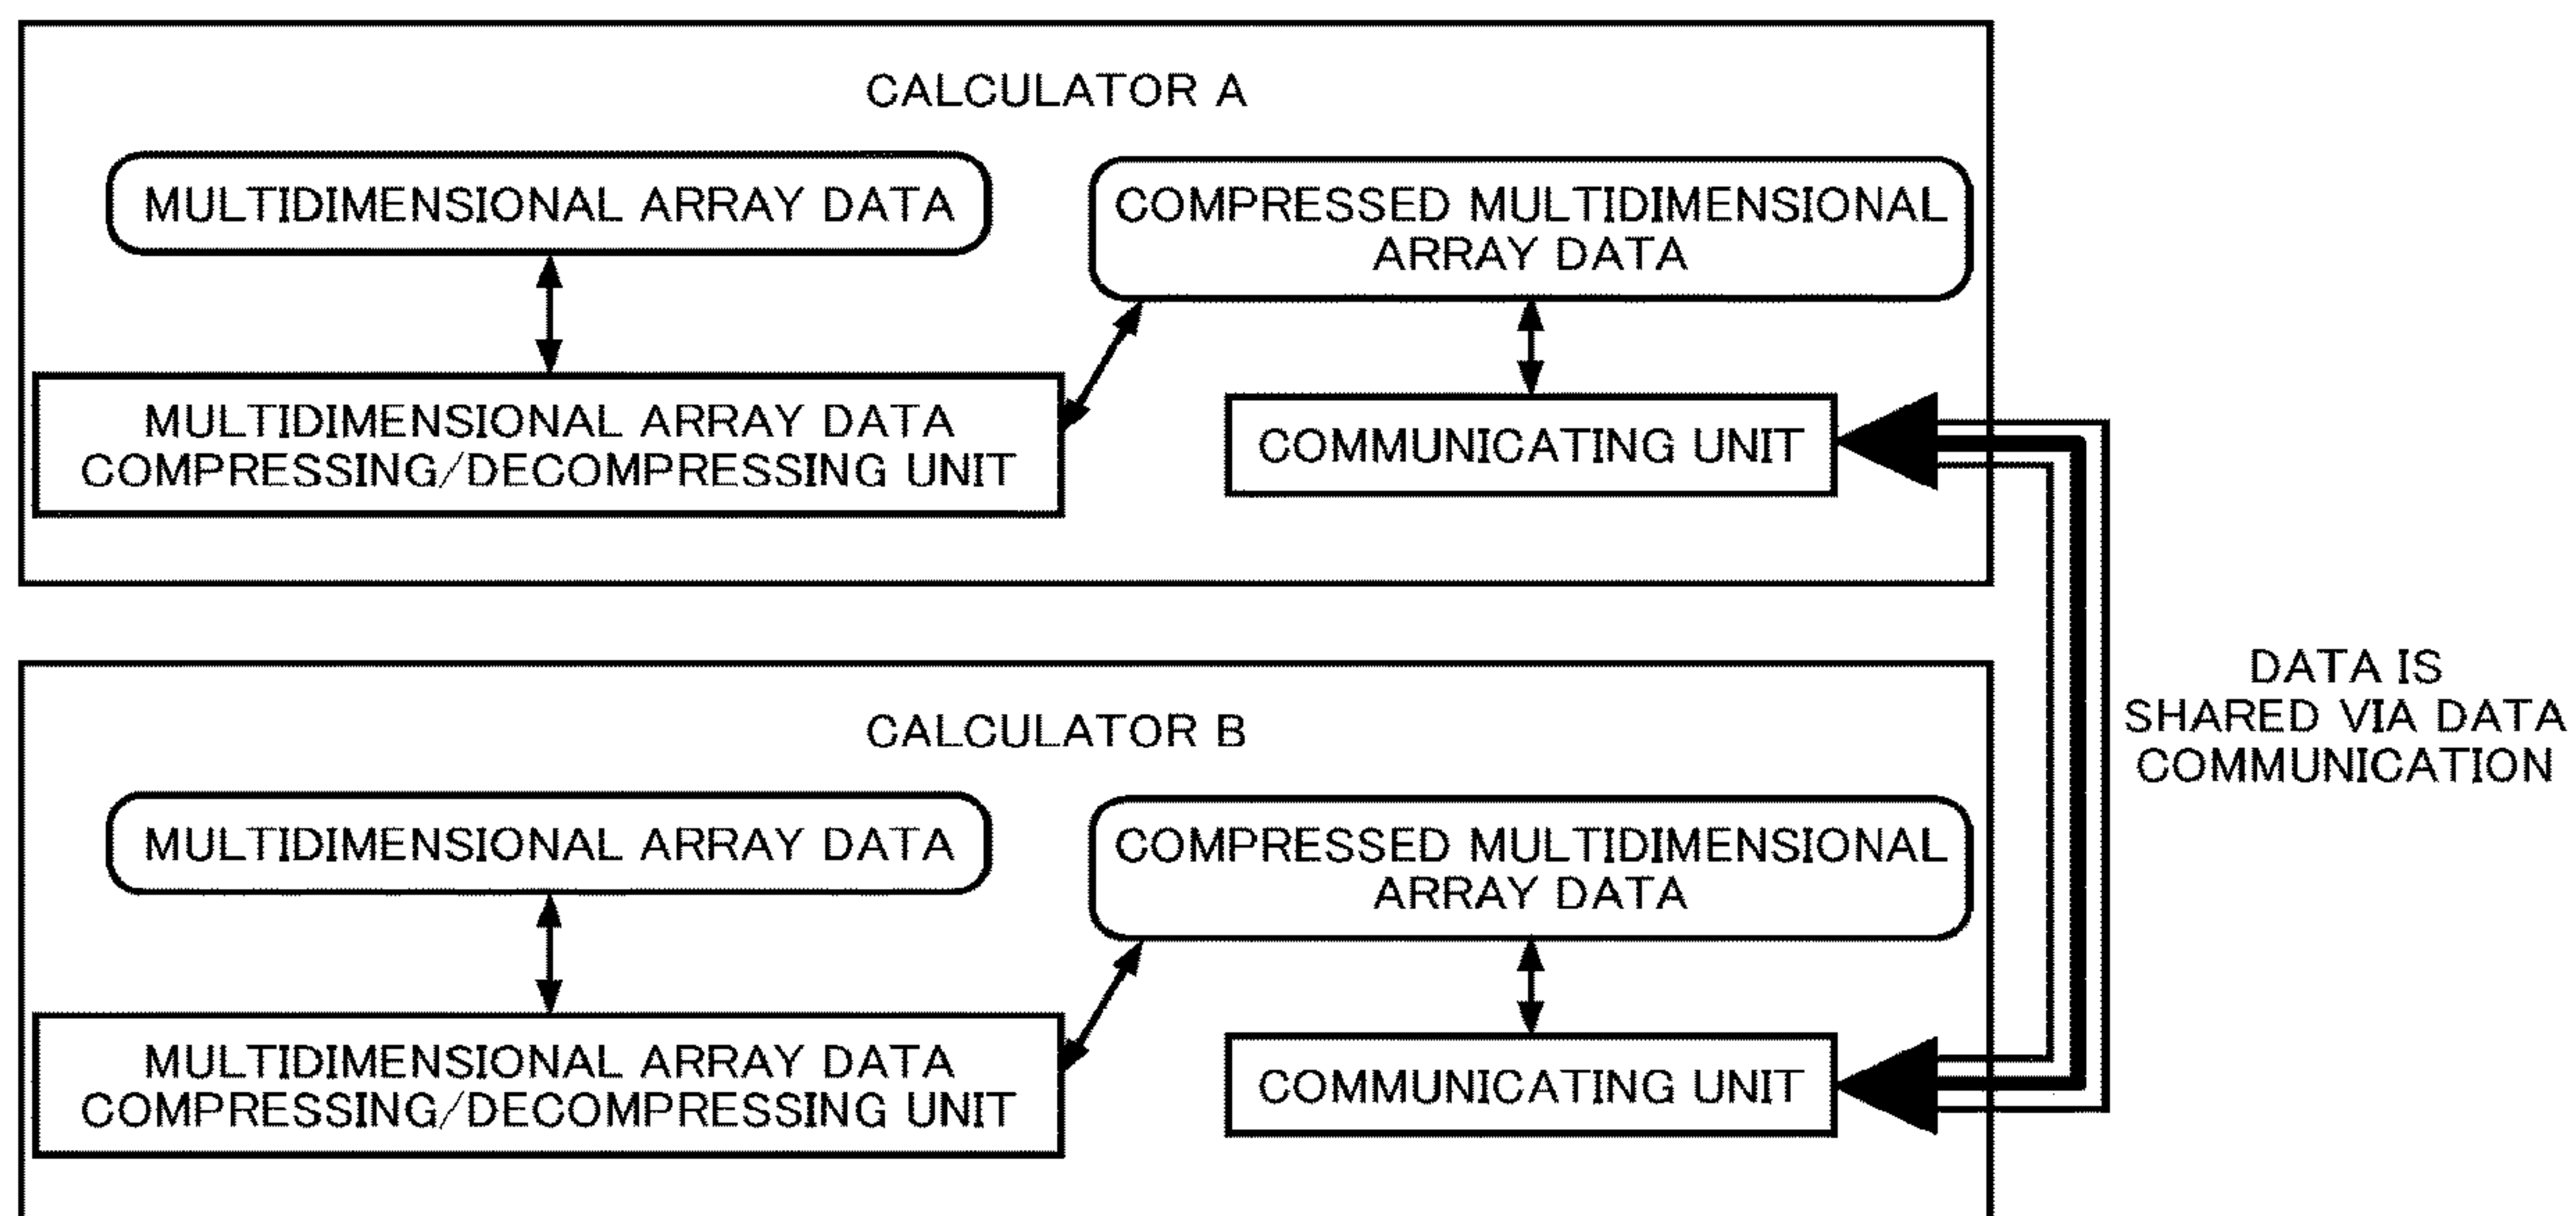 CALCULATOR A
MULTIDIMENSIONAL ARRAY DATA
COMPRESSED MULTIDIMENSIONAL
ARRAY DATA
MULTIDIMENSIONAL ARRAY DATA
COMPRESSING/DECOMPRESSING UNIT
COMMUNICATING UNIT
DATA IS
SHARED VIA DATA
COMMUNICATION
CALCULATOR B
MULTIDIMENSIONAL ARRAY DATA
COMPRESSED MULTIDIMENSIONAL
ARRAY DATA
MULTIDIMENSIONAL ARRAY DATA
COMPRESSING/DECOMPRESSING UNIT
COMMUNICATING UNIT